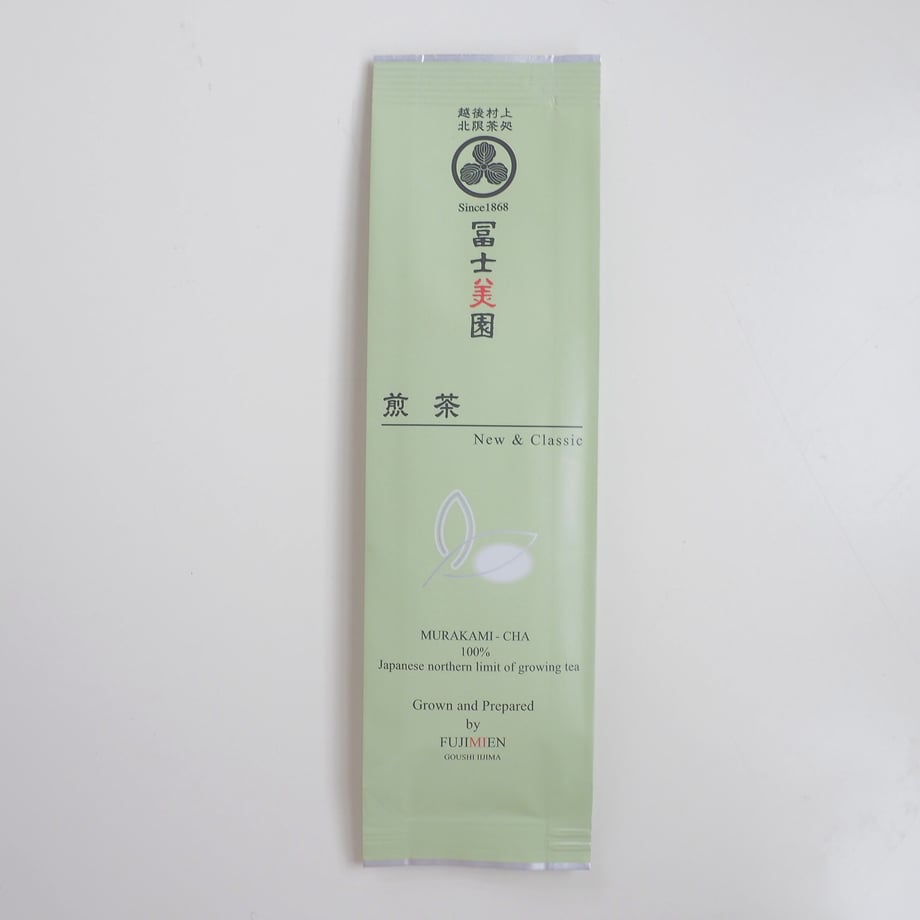 越後村上
北限茶処
Since1868
冨士美園
煎茶
New & Classic
MURAKAMI - CHA
100%
Japanese northern limit of growing tea
Grown and Prepared
by
FUJIMIEN
GOUSHI IIJIMA